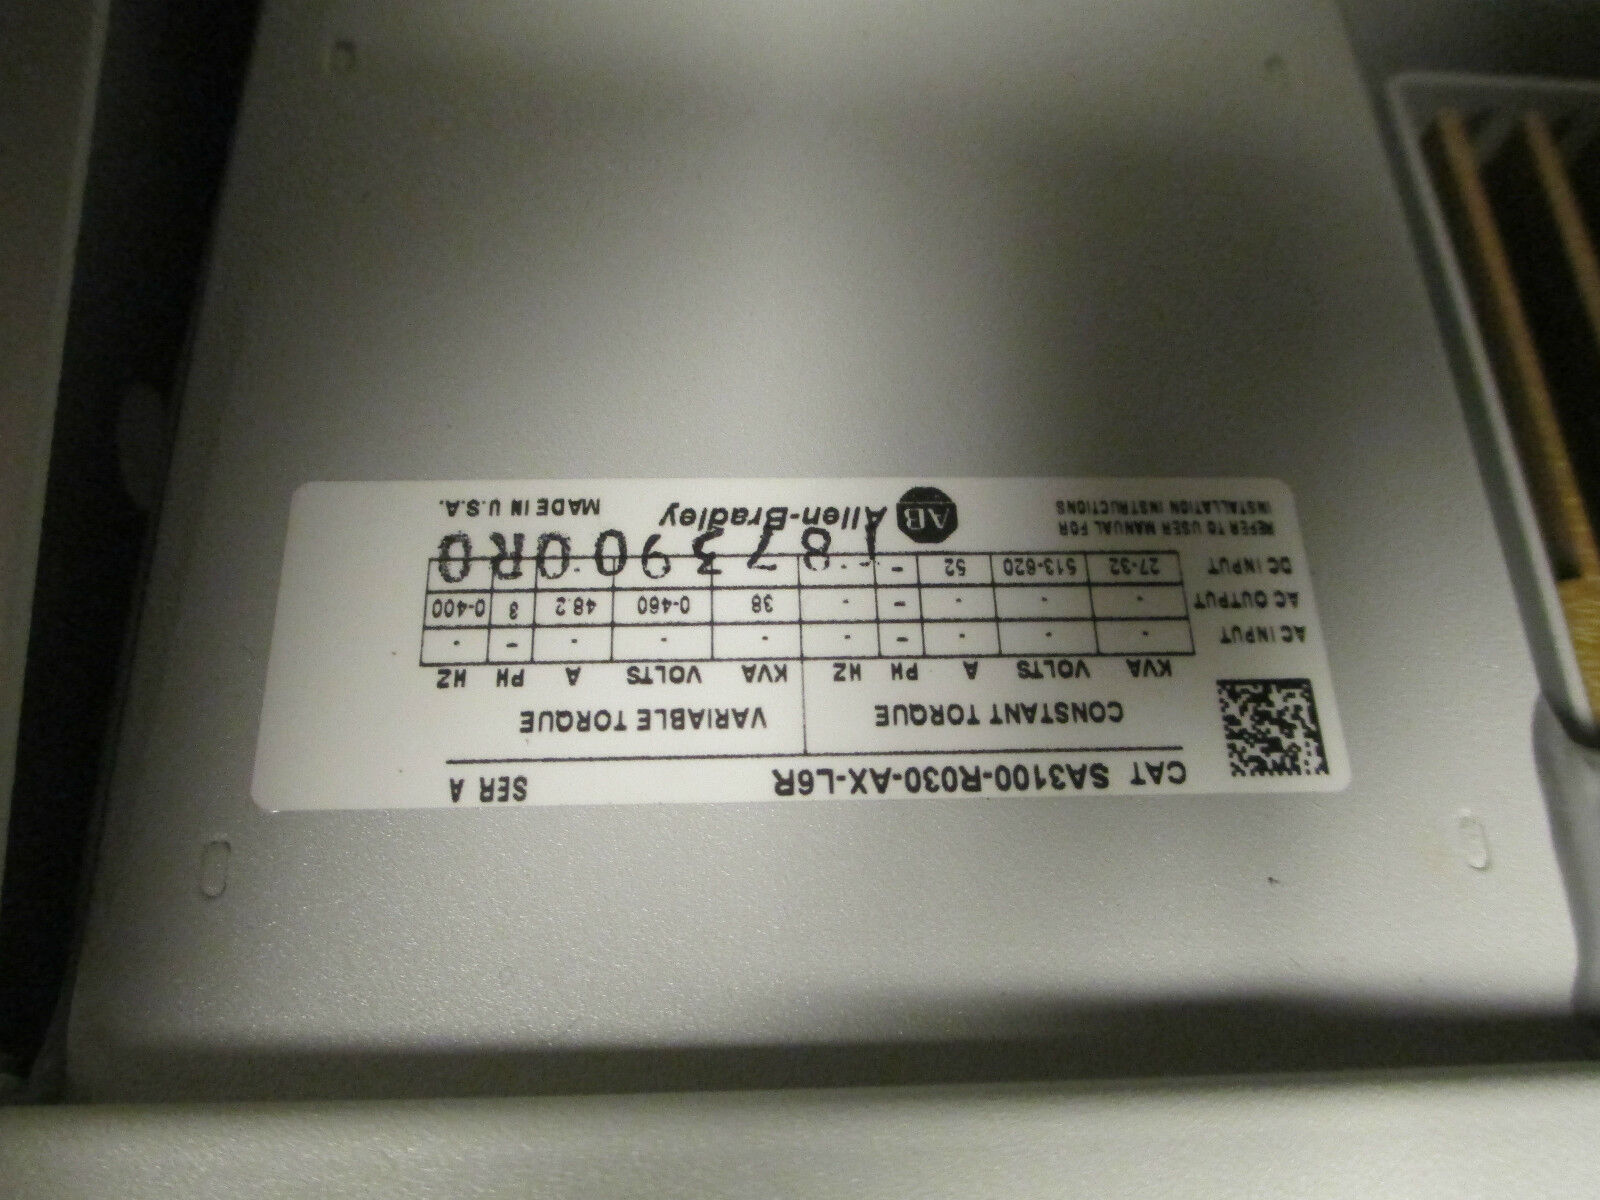 CAT SA3100-R030-AX-L6R SER A
CONSTANT TORQUE VARIABLE TORQUE
KVA VOLTS A PH HZ KVA VOLTS A PH HZ
AC INPUT - - - - - - - - - -
AC OUTPUT - - - - - 38 0-460 48.2 3 0-400
DC INPUT 27-32 513-620 52 - -
1873900R0
REFER TO USER MANUAL FOR
INSTALLATION INSTRUCTIONS
AB Allen-Bradley MADE IN U.S.A.